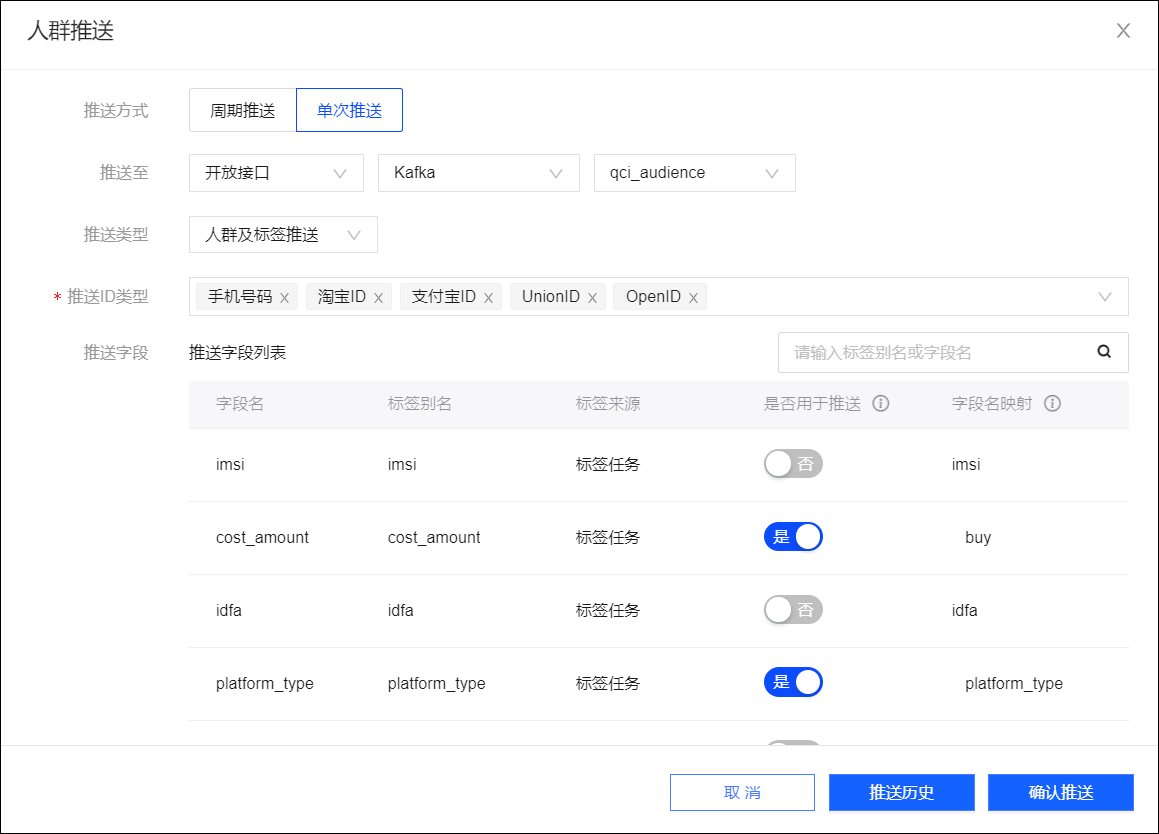 人群推送
推送方式 周期推送 单次推送
推送至 开放接口 Kafka qci_audience
推送类型 人群及标签推送
* 推送ID类型 手机号码 x 淘宝ID x 支付宝ID x UnionID x OpenID x
推送字段 推送字段列表 请输入标签别名或字段名
字段名 标签别名 标签来源 是否用于推送 字段名映射
imsi imsi 标签任务 否 imsi
cost_amount cost_amount 标签任务 是 buy
idfa idfa 标签任务 否 idfa
platform_type platform_type 标签任务 是 platform_type
取 消 推送历史 确认推送